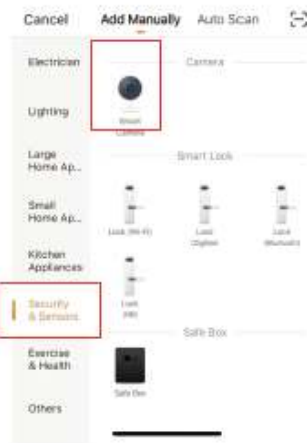 Cancel
Add Manually
Auto Scan
Electrician
Camera
Lighting
Smart
Camera
Large
Home Ap...
Smart Lock
Small
Home Ap...
Lock (Wi-Fi)
Lock
(Zigbee)
Lock
(Bluetooth)
Kitchen
Appliances
Security
& Sensors
Lock
Safe Box
Exercise
& Health
Safe Box
Others